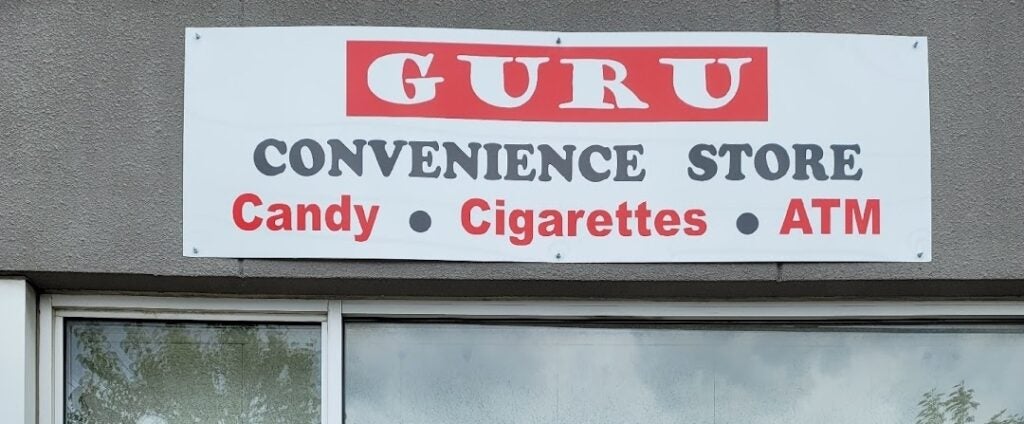 GURU
CONVENIENCE STORE
Candy • Cigarettes • ATM